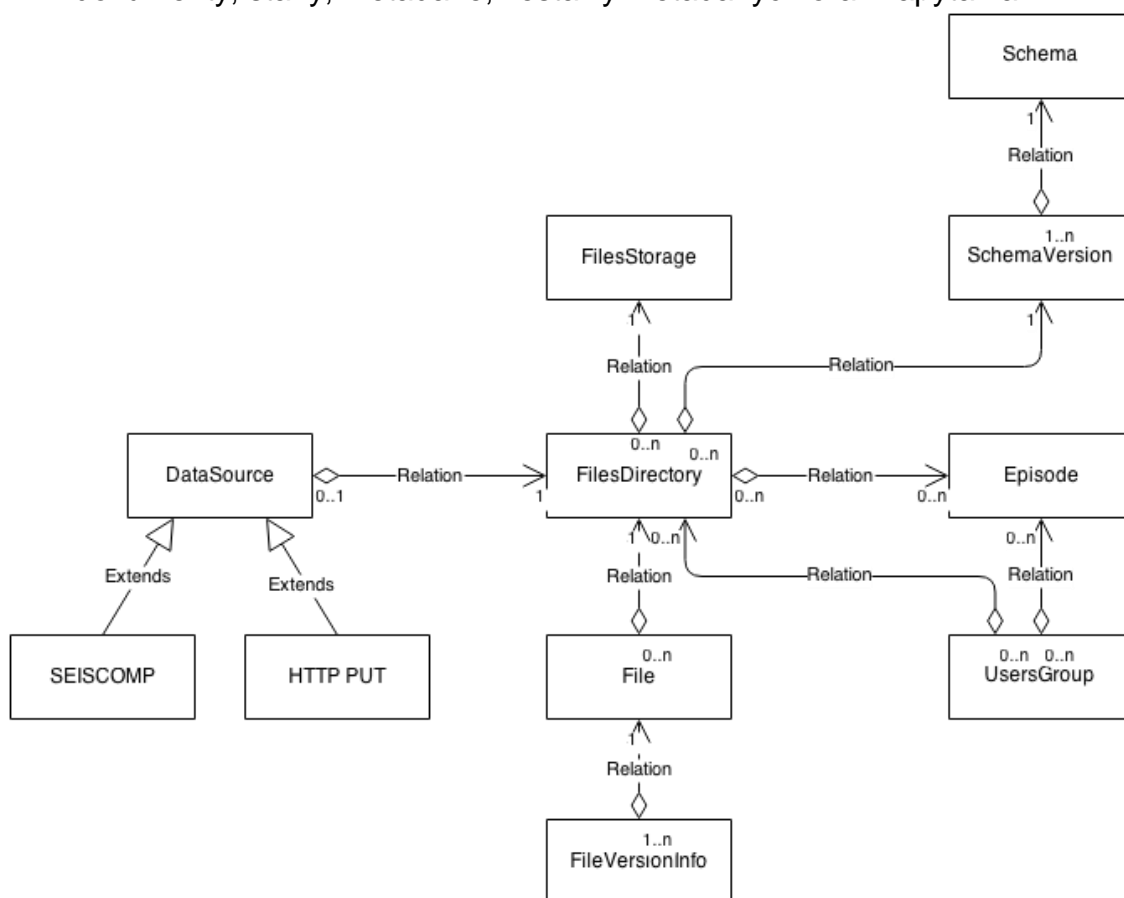 Schema
1
Relation
1..n
FilesStorage
SchemaVersion
1
1
Relation
Relation
0..n
0..n
DataSource
Relation
FilesDirectory
Relation
Episode
0..1
1
0..n
0..n
1
0..n
0..n
Extends
Extends
Relation
Relation
Relation
SEISCOMP
HTTP PUT
0..n
File
0..n
0..n
UsersGroup
1
Relation
1..n
FileVersionInfo